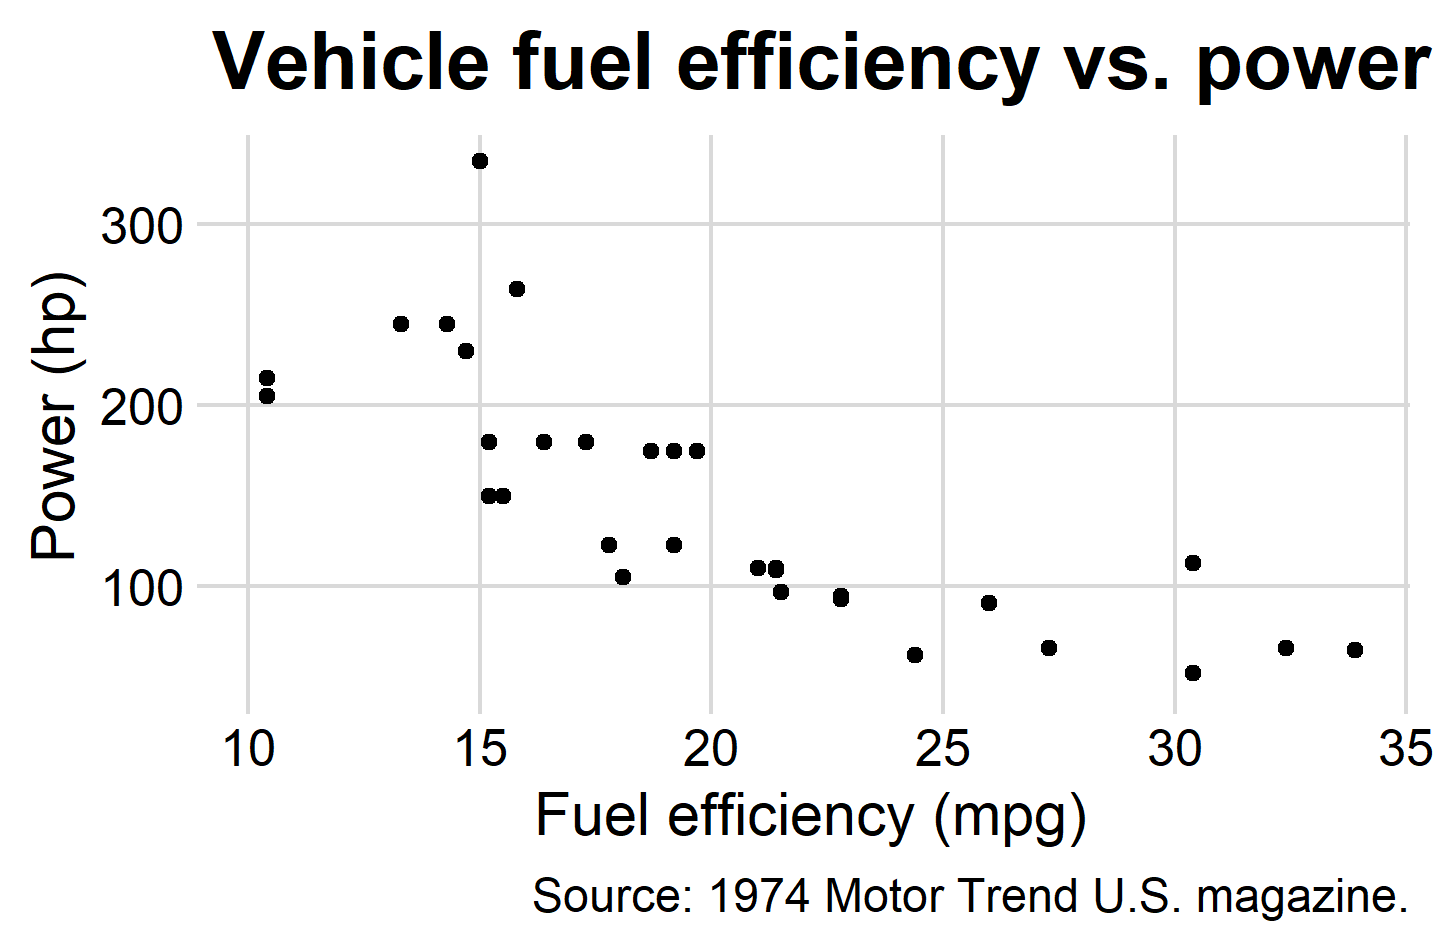 Vehicle fuel efficiency vs. power
300
200
100
Power (hp)
10 15 20 25 30 35
Fuel efficiency (mpg)
Source: 1974 Motor Trend U.S. magazine.